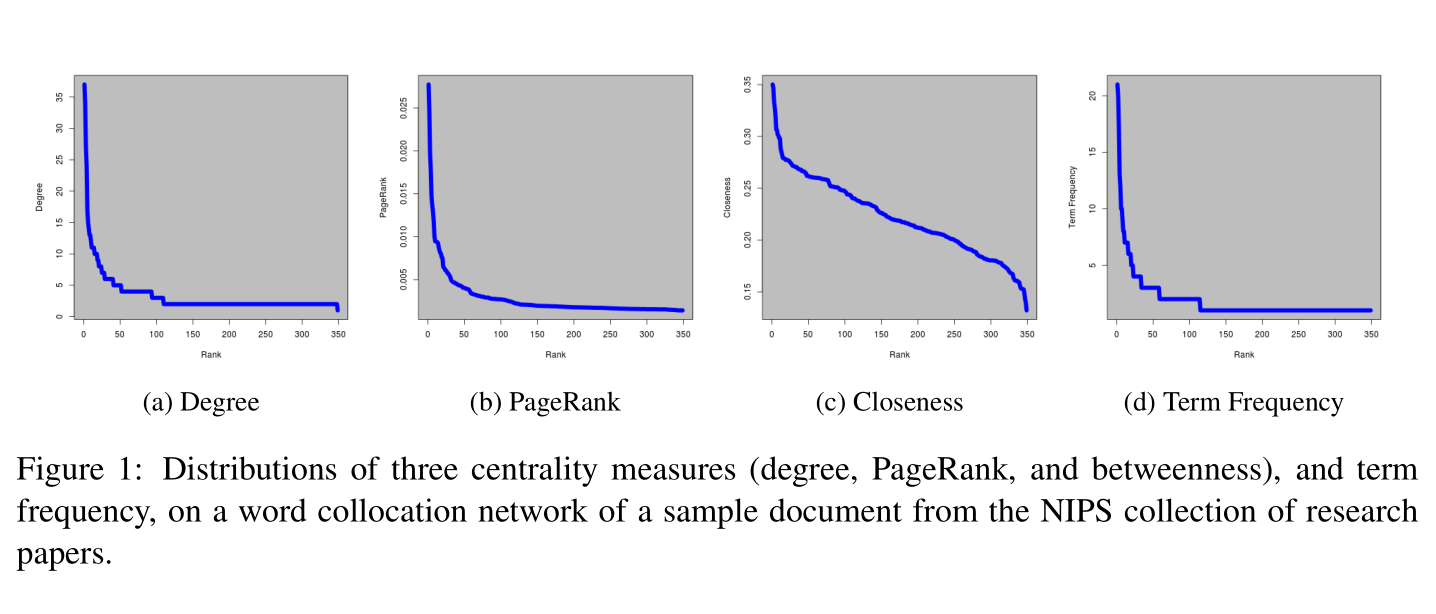 35
30
25
20
15
10
5
0
Degree
0 50 100 150 200 250 300 350
Rank
0.025
0.020
0.015
0.010
0.005
PageRank
0 50 100 150 200 250 300 350
Rank
0.35
0.30
0.25
0.20
0.15
Closeness
0 50 100 150 200 250 300 350
Rank
20
15
10
5
Term Frequency
0 50 100 150 200 250 300 350
Rank
(a) Degree
(b) PageRank
(c) Closeness
(d) Term Frequency
Figure 1: Distributions of three centrality measures (degree, PageRank, and betweenness), and term
frequency, on a word collocation network of a sample document from the NIPS collection of research
papers.